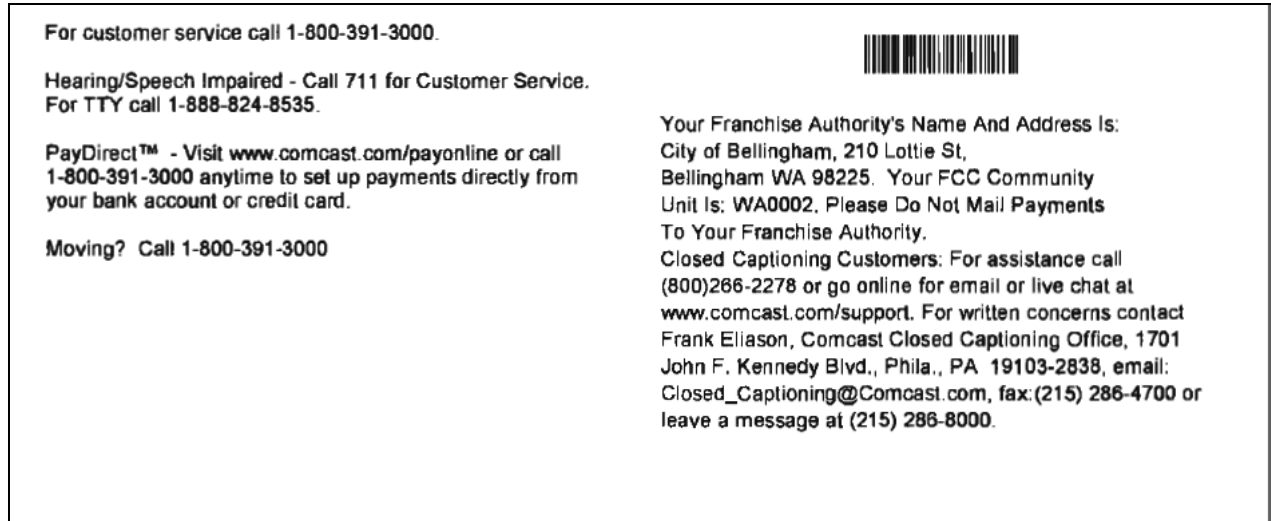 For customer service call 1-800-391-3000.
Hearing/Speech Impaired - Call 711 for Customer Service.
For TTY call 1-888-824-8535.
PayDirect™ - Visit www.comcast.com/payonline or call
1-800-391-3000 anytime to set up payments directly from
your bank account or credit card.
Moving? Call 1-800-391-3000
Your Franchise Authority's Name And Address Is:
City of Bellingham, 210 Lottie St,
Bellingham WA 98225. Your FCC Community
Unit Is: WA0002. Please Do Not Mail Payments
To Your Franchise Authority.
Closed Captioning Customers: For assistance call
(800)266-2278 or go online for email or live chat at
www.comcast.com/support. For written concerns contact
Frank Eliason, Comcast Closed Captioning Office, 1701
John F. Kennedy Blvd., Phila., PA 19103-2838, email:
Closed_Captioning@Comcast.com, fax:(215) 286-4700 or
leave a message at (215) 286-8000.